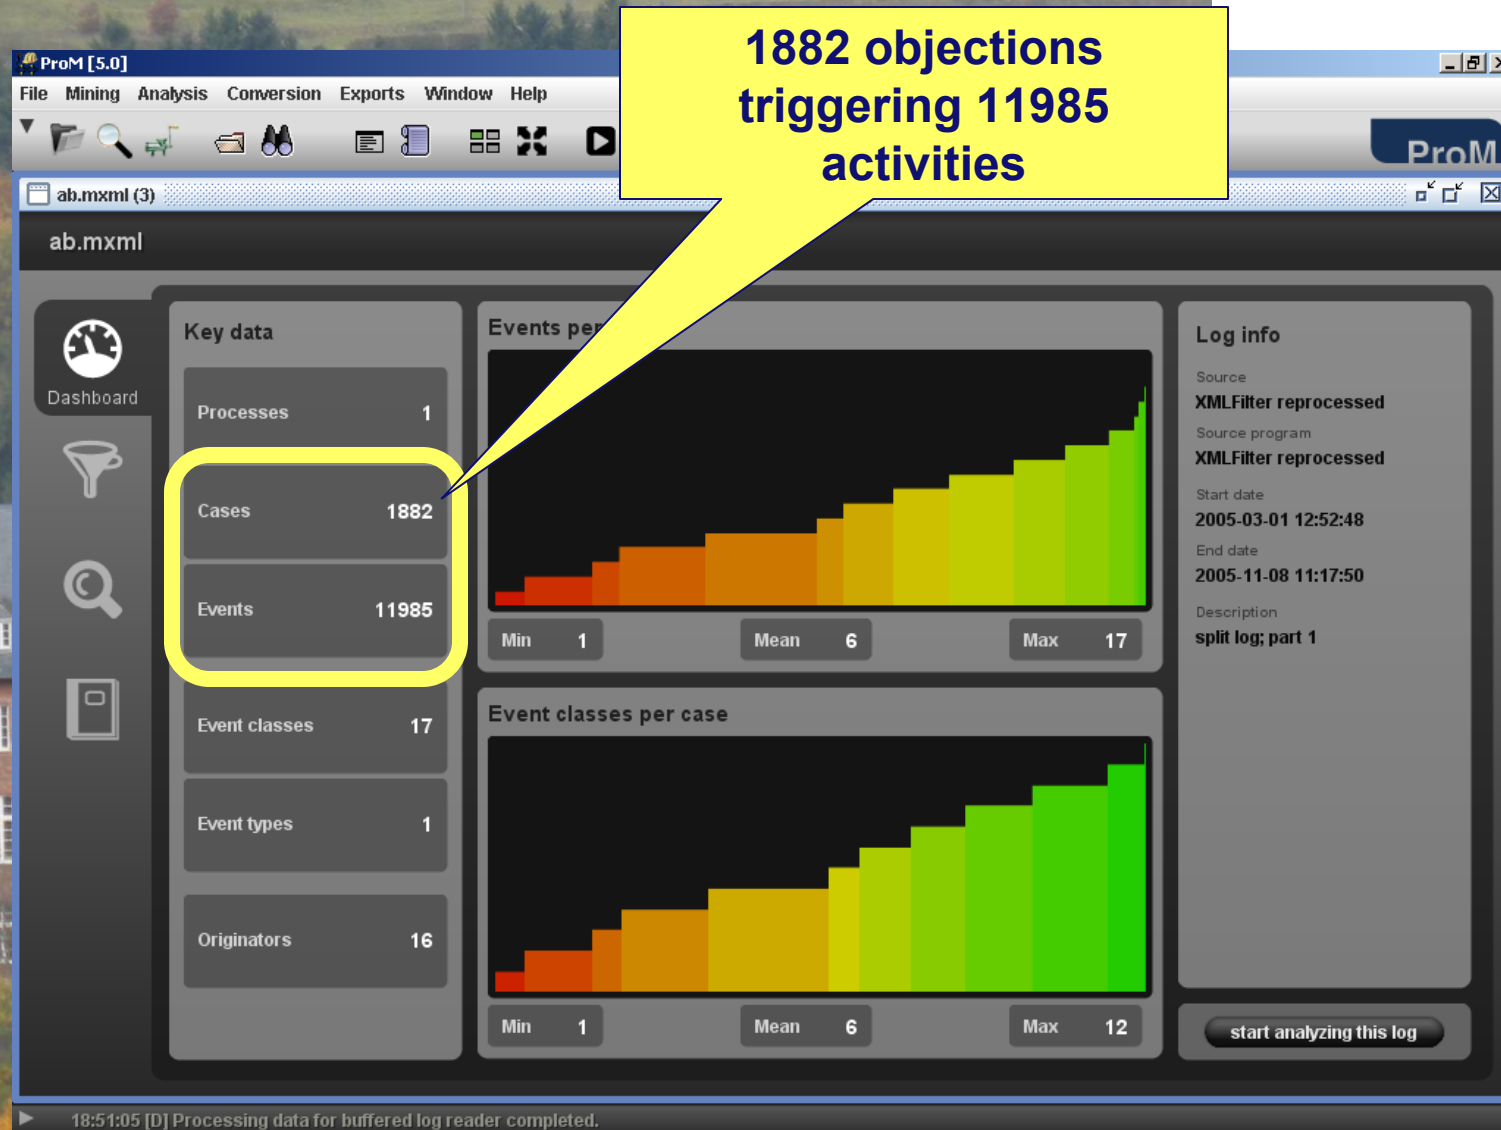 1882 objections
triggering 11985
activities
ProM [5.0]
File Mining Analysis Conversion Exports Window Help
ProM
ab.mxml (3)
ab.mxml
Dashboard
Key data
Processes 1
Cases 1882
Events 11985
Event classes 17
Event types 1
Originators 16
Events per
Min 1 Mean 6 Max 17
Event classes per case
Min 1 Mean 6 Max 12
Log info
Source
XMLFilter reprocessed
Source program
XMLFilter reprocessed
Start date
2005-03-01 12:52:48
End date
2005-11-08 11:17:50
Description
split log; part 1
start analyzing this log
18:51:05 [D] Processing data for buffered log reader completed.